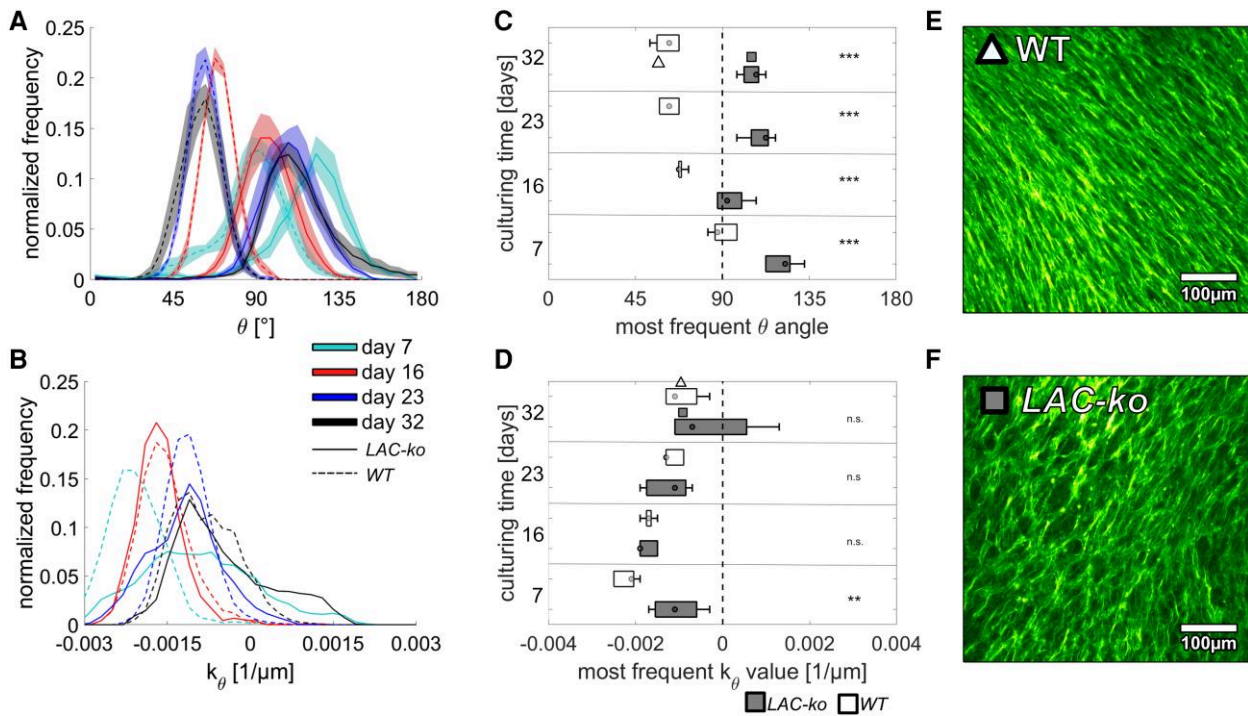 A
0.25
0.2
0.15
0.1
0.05
0
normalized frequency
0 45 90 135 180
θ [°]
day 7
day 16
day 23
day 32
LAC-ko
WT
B
0.25
0.2
0.15
0.1
0.05
0
normalized frequency
-0.003 -0.0015 0 0.0015 0.003
kθ [1/µm]
C
culturing time [days]
32
23
16
7
***
***
***
***
0 45 90 135 180
most frequent θ angle
D
culturing time [days]
32
23
16
7
n.s.
n.s
n.s.
**
-0.004 -0.002 0 0.002 0.004
most frequent kθ value [1/µm]
LAC-ko WT
E
WT
100µm
F
LAC-ko
100µm